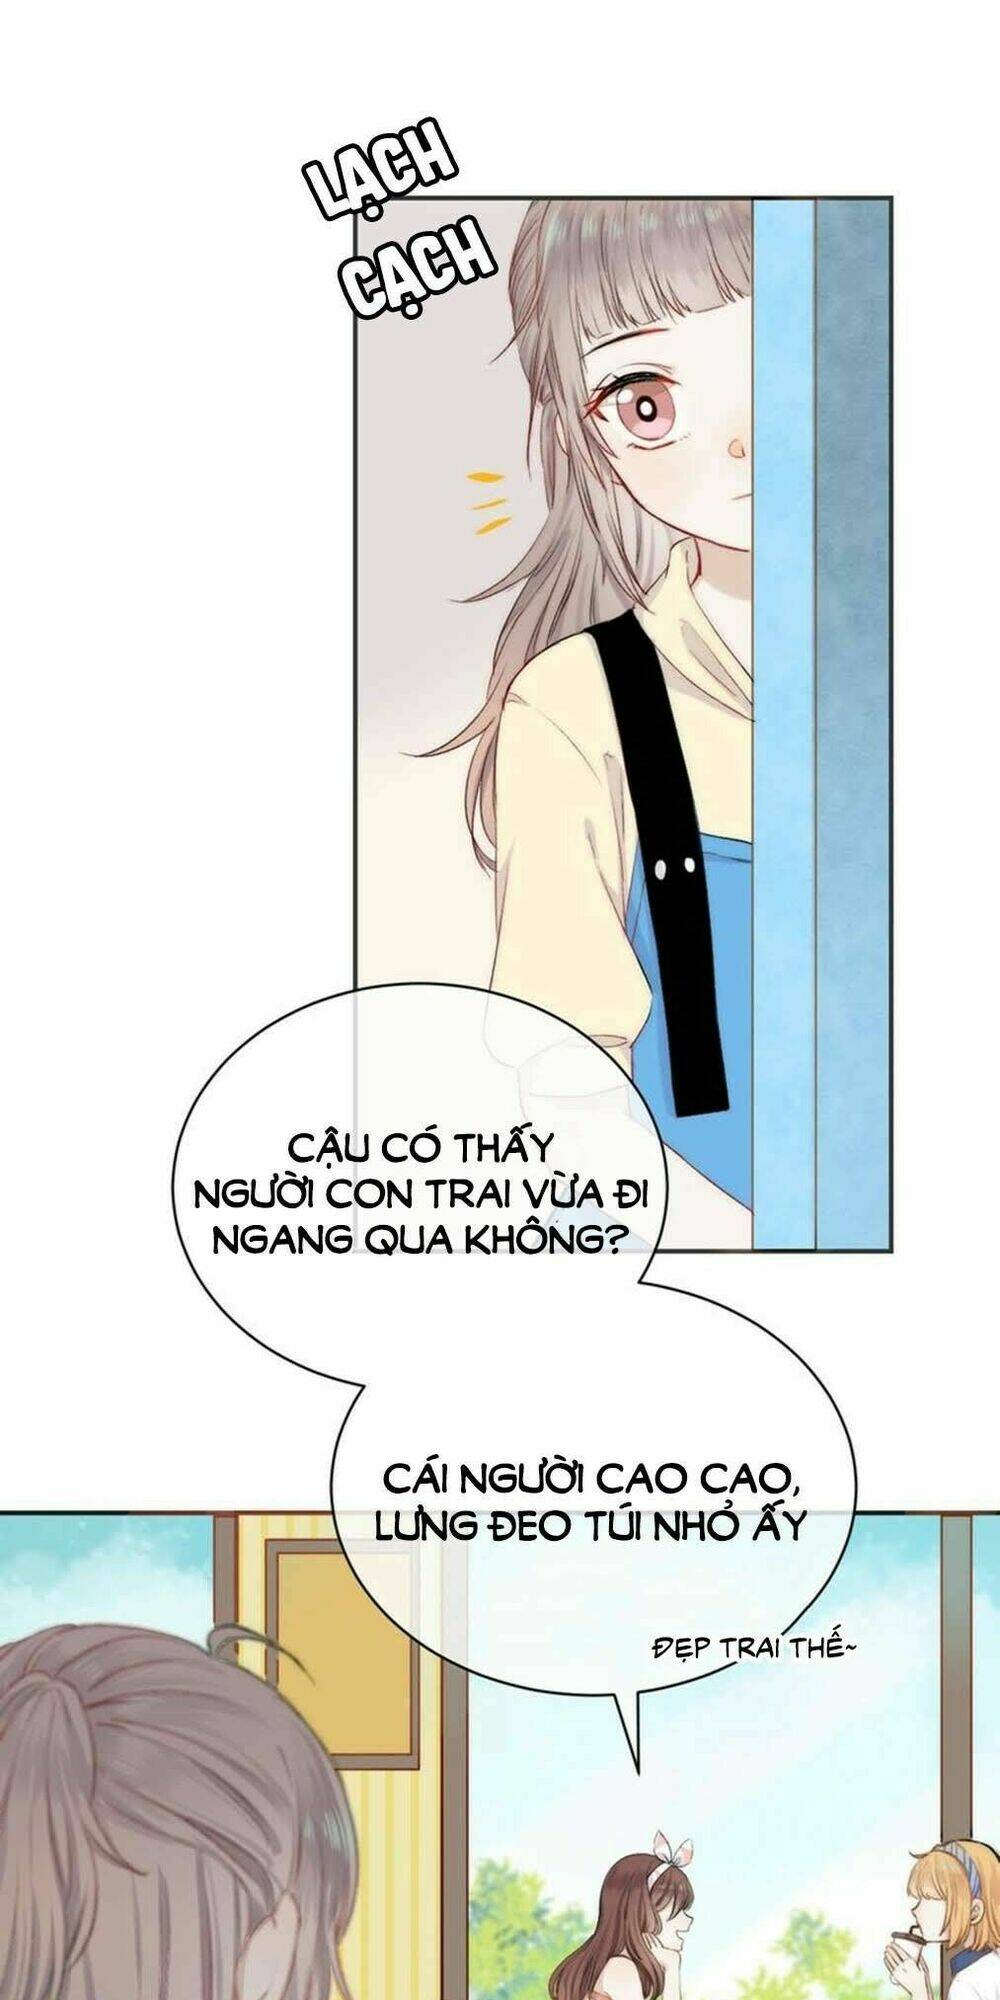 LẠCH
CẠCH
CẬU CÓ THẤY
NGƯỜI CON TRAI VỪA ĐI
NGANG QUA KHÔNG?
CÁI NGƯỜI CAO CAO,
LƯNG ĐEO TÚI NHỎ ẤY
ĐẸP TRAI THẾ~